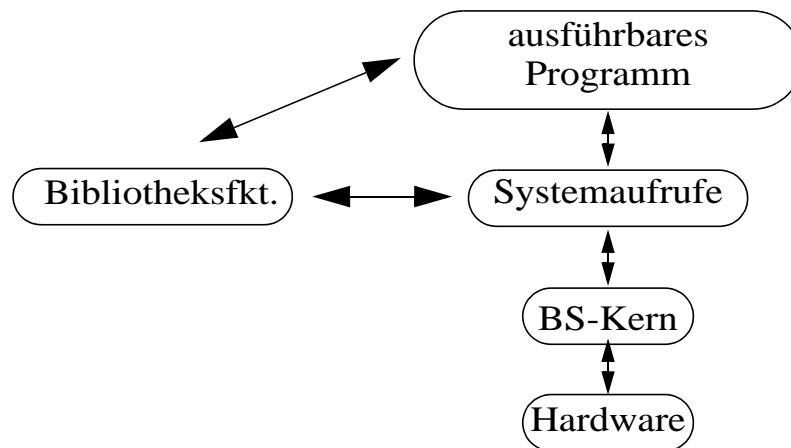 ausführbares
Programm
Bibliotheksfkt.
Systemaufrufe
BS-Kern
Hardware